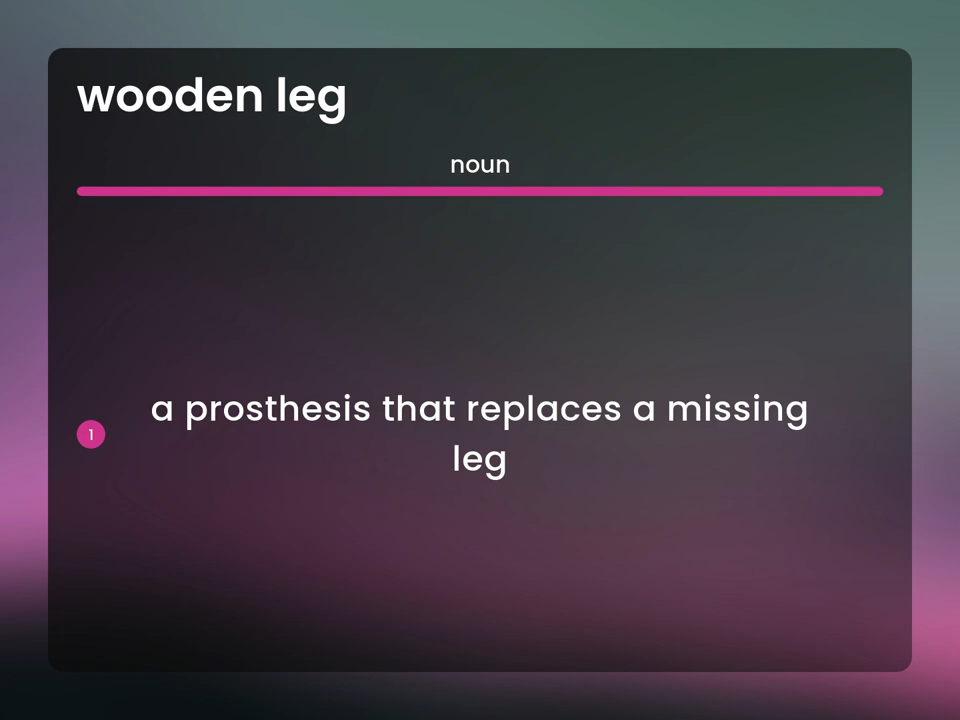 wooden leg
noun
1
a prosthesis that replaces a missing
leg